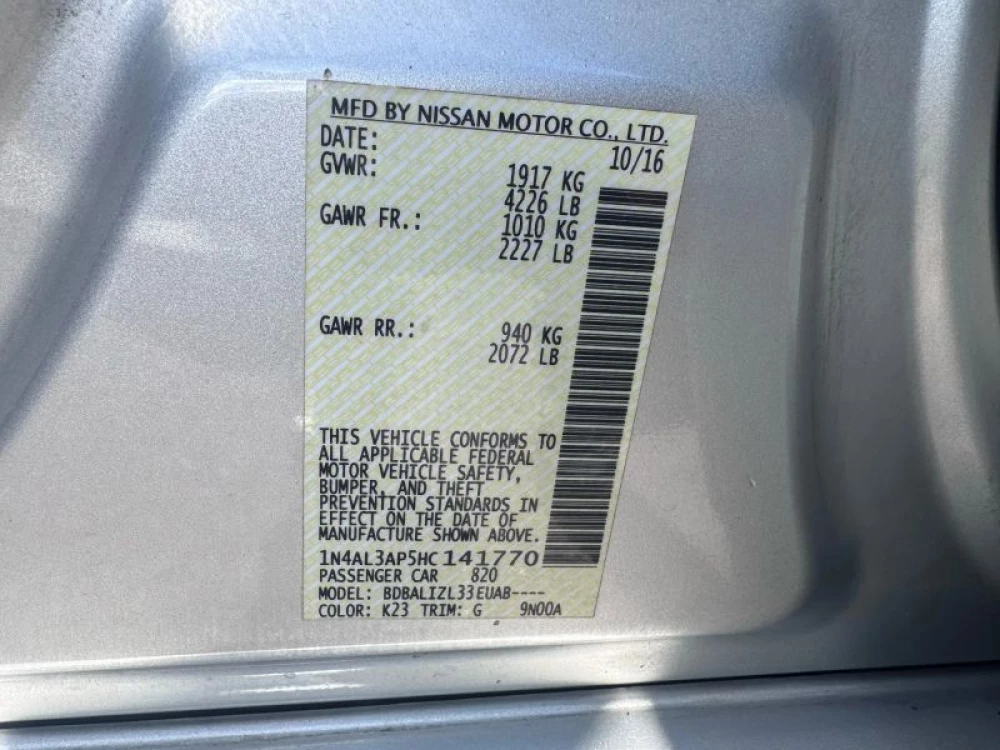 MFD BY NISSAN MOTOR CO., LTD.
DATE: 10/16
GVWR: 1917 KG
4226 LB
GAWR FR.: 1010 KG
2227 LB
GAWR RR.: 940 KG
2072 LB
THIS VEHICLE CONFORMS TO
ALL APPLICABLE FEDERAL
MOTOR VEHICLE SAFETY,
BUMPER, AND THEFT
PREVENTION STANDARDS IN
EFFECT ON THE DATE OF
MANUFACTURE SHOWN ABOVE.
1N4AL3AP5HC141770
PASSENGER CAR 820
MODEL: BDBALIZL33EUAB----
COLOR: K23 TRIM: G 9N00A